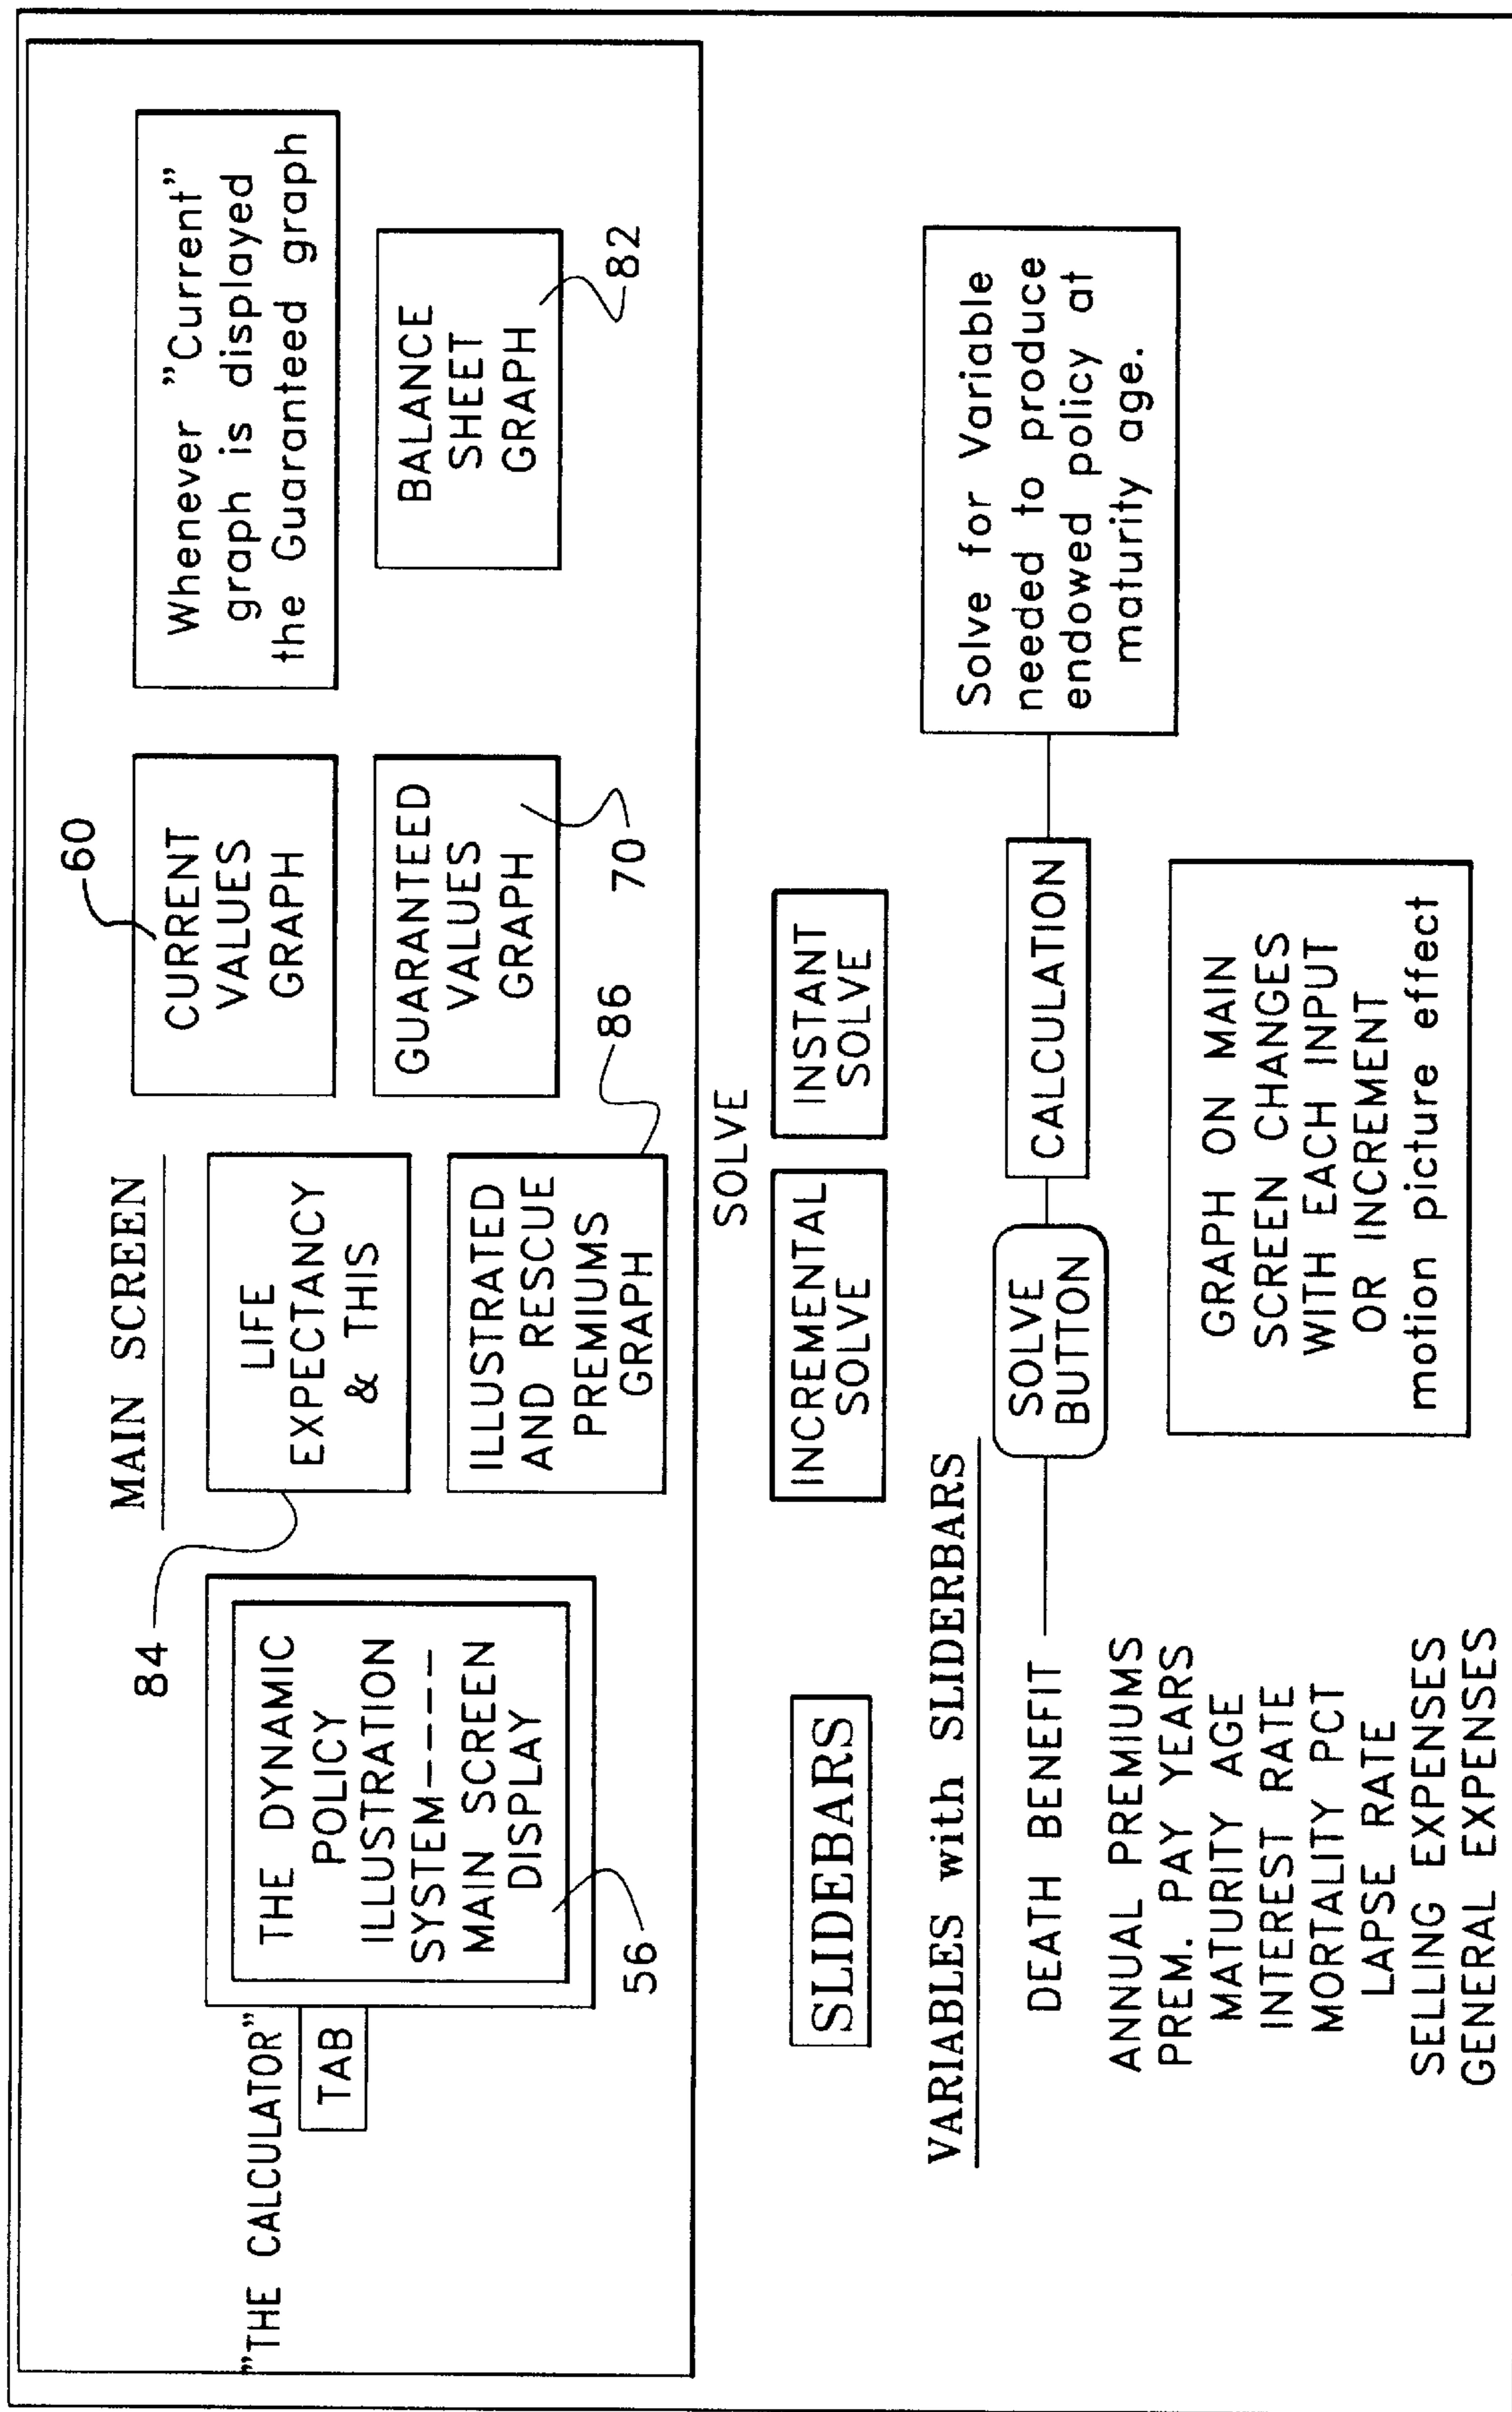 MAIN SCREEN
"THE CALCULATOR"
TAB
THE DYNAMIC
POLICY
ILLUSTRATION
SYSTEM-----
MAIN SCREEN
DISPLAY
56
84
LIFE
EXPECTANCY
& THIS
ILLUSTRATED
AND RESCUE
PREMIUMS
GRAPH
86
60
CURRENT
VALUES
GRAPH
GUARANTEED
VALUES
GRAPH
70
Whenever "Current"
graph is displayed
the Guaranteed graph
BALANCE
SHEET
GRAPH
82
SOLVE
SLIDEBARS
INCREMENTAL
SOLVE
INSTANT
SOLVE
VARIABLES with SLIDERBARS
DEATH BENEFIT
SOLVE
BUTTON
CALCULATION
Solve for Variable
needed to produce
endowed policy at
maturity age.
ANNUAL PREMIUMS
PREM. PAY YEARS
MATURITY AGE
INTEREST RATE
MORTALITY PCT
LAPSE RATE
SELLING EXPENSES
GENERAL EXPENSES
GRAPH ON MAIN
SCREEN CHANGES
WITH EACH INPUT
OR INCREMENT
motion picture effect